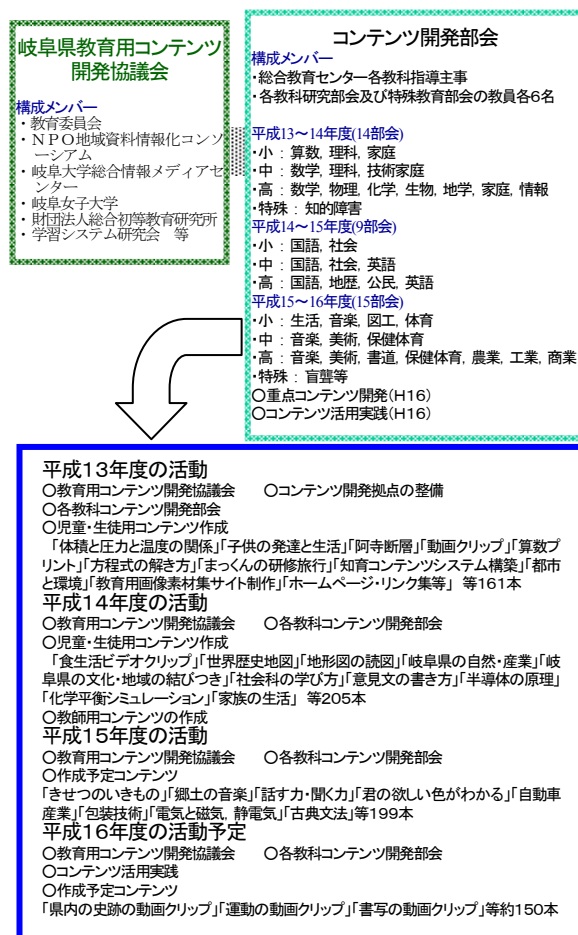 岐阜県教育用コンテンツ
開発協議会
構成メンバー
・教育委員会
・ＮＰＯ地域資料情報化コンソ
ーシアム
・岐阜大学総合情報メディアセ
ンター
・岐阜女子大学
・財団法人総合初等教育研究所
・学習システム研究会　等
コンテンツ開発部会
構成メンバー
・総合教育センター各教科指導主事
・各教科研究部会及び特殊教育部会の教員各6名
平成13～14年度(14部会)
・小 : 算数, 理科, 家庭
・中 : 数学, 理科, 技術家庭
・高 : 数学, 物理, 化学, 生物, 地学, 家庭, 情報
・特殊 : 知的障害
平成14～15年度(9部会)
・小 : 国語, 社会
・中 : 国語, 社会, 英語
・高 : 国語, 地歴, 公民, 英語
平成15～16年度(15部会)
・小 : 生活, 音楽, 図工, 体育
・中 : 音楽, 美術, 保健体育
・高 : 音楽, 美術, 書道, 保健体育, 農業, 工業, 商業
・特殊 : 盲聾等
○重点コンテンツ開発(H16)
○コンテンツ活用実践(H16)
平成13年度の活動
○教育用コンテンツ開発協議会　　○コンテンツ開発拠点の整備
○各教科コンテンツ開発部会
○児童・生徒用コンテンツ作成
「体積と圧力と温度の関係」「子供の発達と生活」「阿寺断層」「動画クリップ」「算数プ
リント」「方程式の解き方」「まっくんの研修旅行」「知育コンテンツシステム構築」「都市
と環境」「教育用画像素材集サイト制作」「ホームページ・リンク集等」　等161本
平成14年度の活動
○教育用コンテンツ開発協議会　　○各教科コンテンツ開発部会
○児童・生徒用コンテンツ作成
「食生活ビデオクリップ」「世界歴史地図」「地形図の読図」「岐阜県の自然・産業」「岐
阜県の文化・地域の結びつき」「社会科の学び方」「意見文の書き方」「半導体の原理」
「化学平衡シミュレーション」「家族の生活」　等205本
○教師用コンテンツの作成
平成15年度の活動
○教育用コンテンツ開発協議会　　○各教科コンテンツ開発部会
○作成予定コンテンツ
「きせつのいきもの」「郷土の音楽」「話す力・聞く力」「君の欲しい色がわかる」「自動車
産業」「包装技術」「電気と磁気, 静電気」「古典文法」等199本
平成16年度の活動予定
○教育用コンテンツ開発協議会　　○各教科コンテンツ開発部会
○コンテンツ活用実践
○作成予定コンテンツ
「県内の史跡の動画クリップ」「運動の動画クリップ」「書写の動画クリップ」等約150本